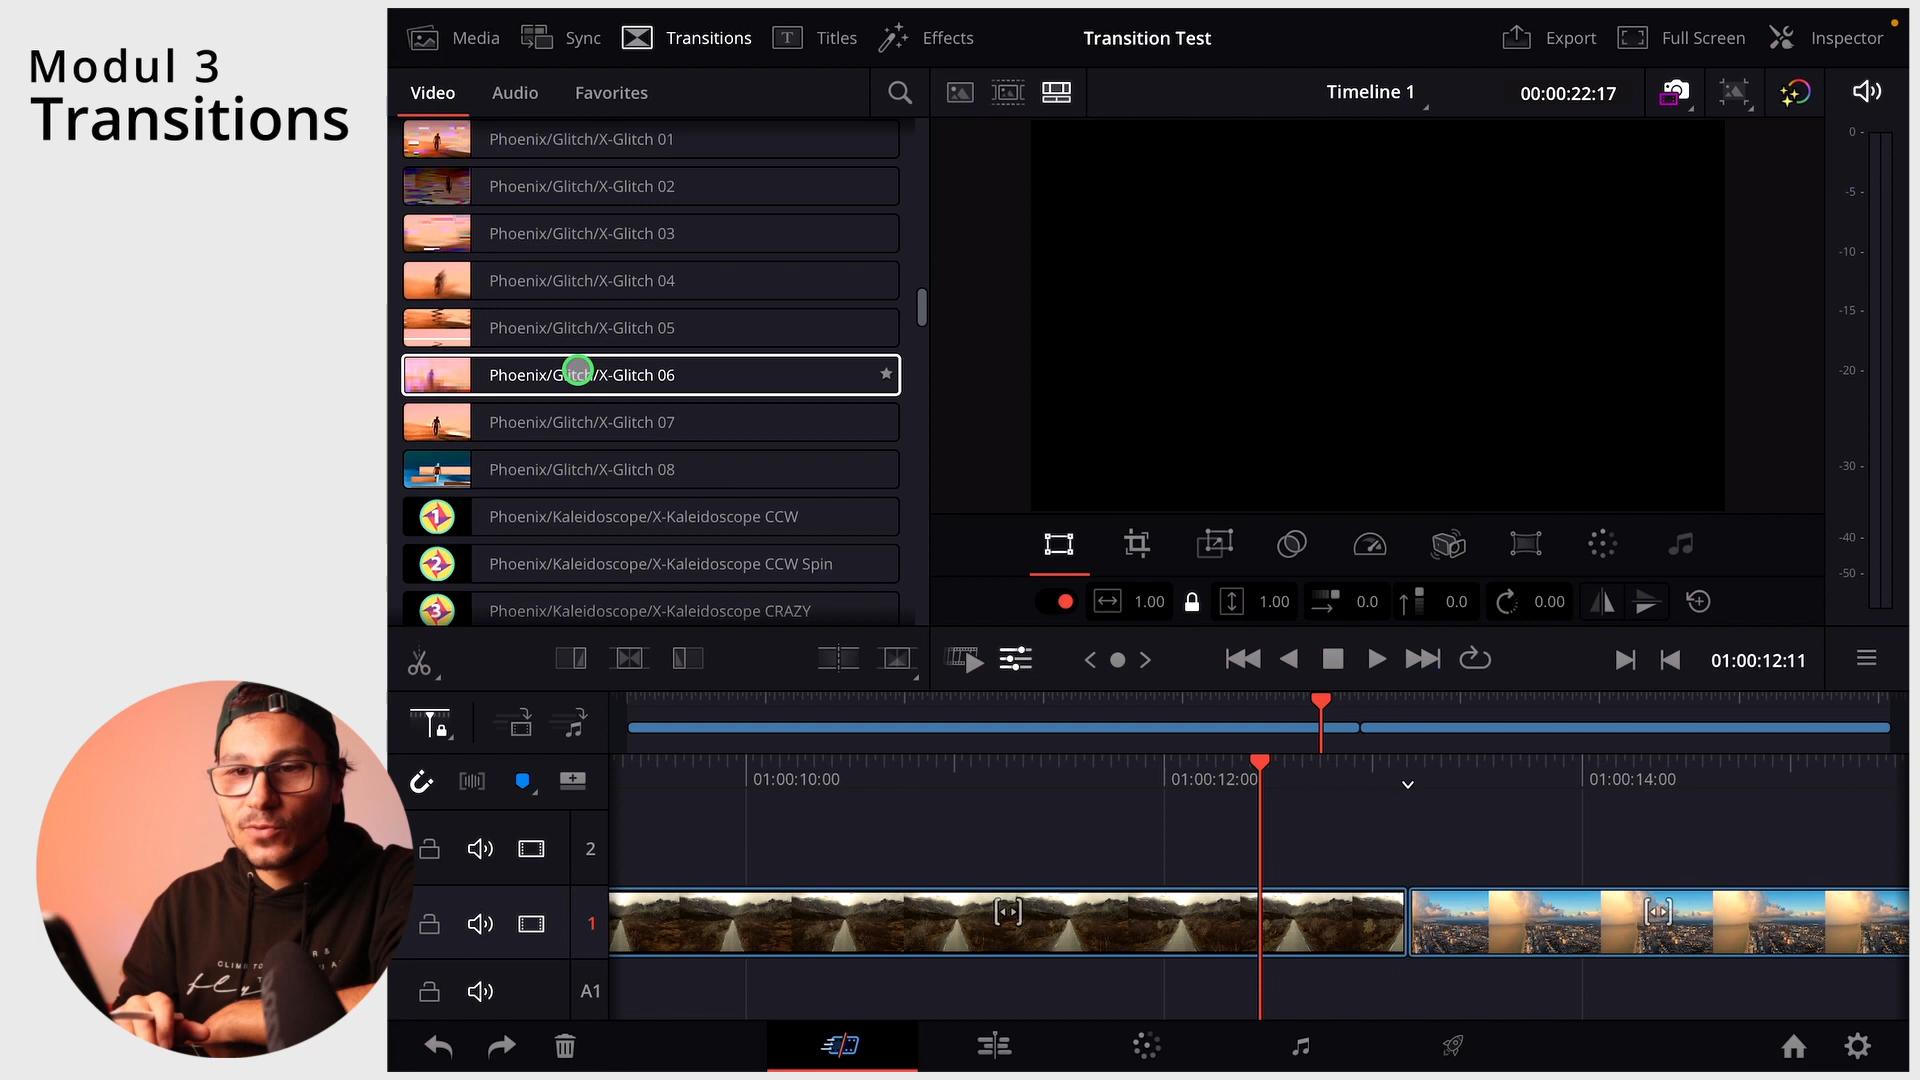 Modul 3
Transitions
Media
Sync
Transitions
Titles
Effects
Transition Test
Export
Full Screen
Inspector
Video
Audio
Favorites
Timeline 1
00:00:22:17
Phoenix/Glitch/X-Glitch 01
Phoenix/Glitch/X-Glitch 02
Phoenix/Glitch/X-Glitch 03
Phoenix/Glitch/X-Glitch 04
Phoenix/Glitch/X-Glitch 05
Phoenix/Glitch/X-Glitch 06
Phoenix/Glitch/X-Glitch 07
Phoenix/Glitch/X-Glitch 08
1 Phoenix/Kaleidoscope/X-Kaleidoscope CCW
2 Phoenix/Kaleidoscope/X-Kaleidoscope CCW Spin
3 Phoenix/Kaleidoscope/X-Kaleidoscope CRAZY
0 -
-5 -
-10 -
-15 -
-20 -
-30 -
-40 -
-50 -
1.00
1.00
0.0
0.0
0.00
01:00:12:11
01:00:10:00
01:00:12:00
01:00:14:00
2
1
A1